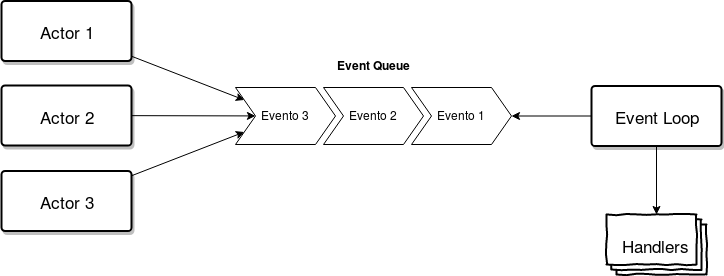 Actor 1
Event Queue
Actor 2
Evento 3
Evento 2
Evento 1
Event Loop
Actor 3
Handlers